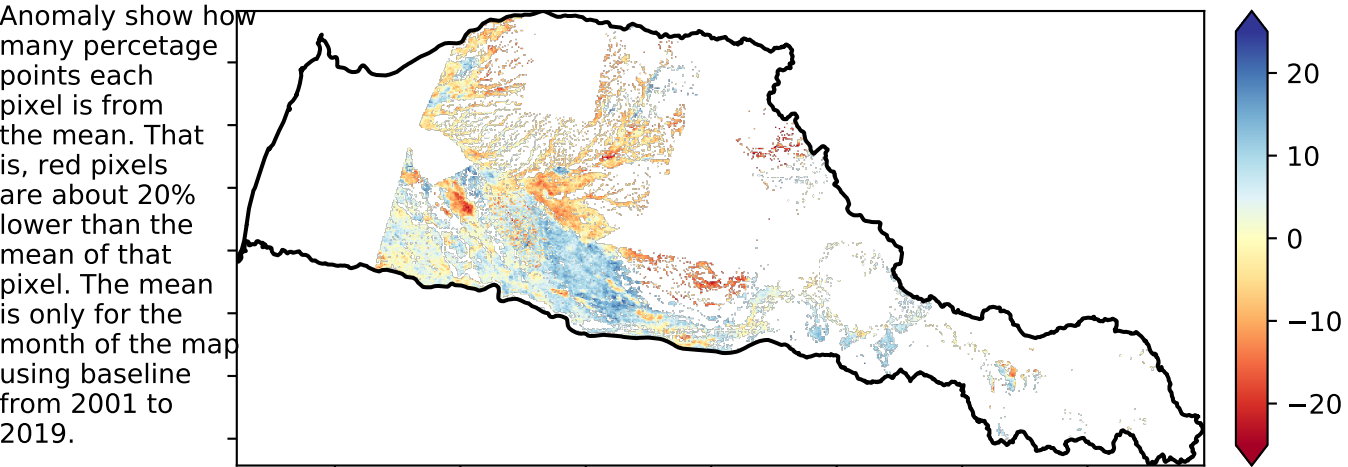 Anomaly show how
many percetage
points each
pixel is from
the mean. That
is, red pixels
are about 20%
lower than the
mean of that
pixel. The mean
is only for the
month of the map
using baseline
from 2001 to
2019.
20
10
0
−10
−20